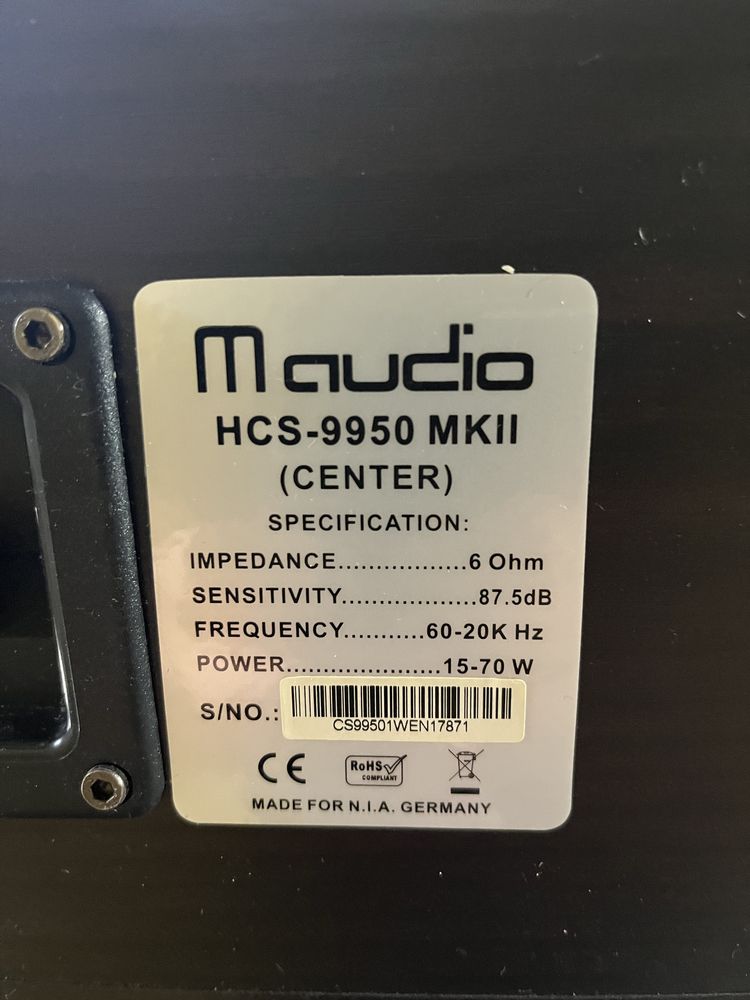 m audio
HCS-9950 MKII
(CENTER)
SPECIFICATION:
IMPEDANCE.................6 Ohm
SENSITIVITY..................87.5dB
FREQUENCY...........60-20K Hz
POWER.....................15-70 W
S/NO.:
CS99501WEN17871
CE RoHS COMPLIANT
MADE FOR N.I.A. GERMANY